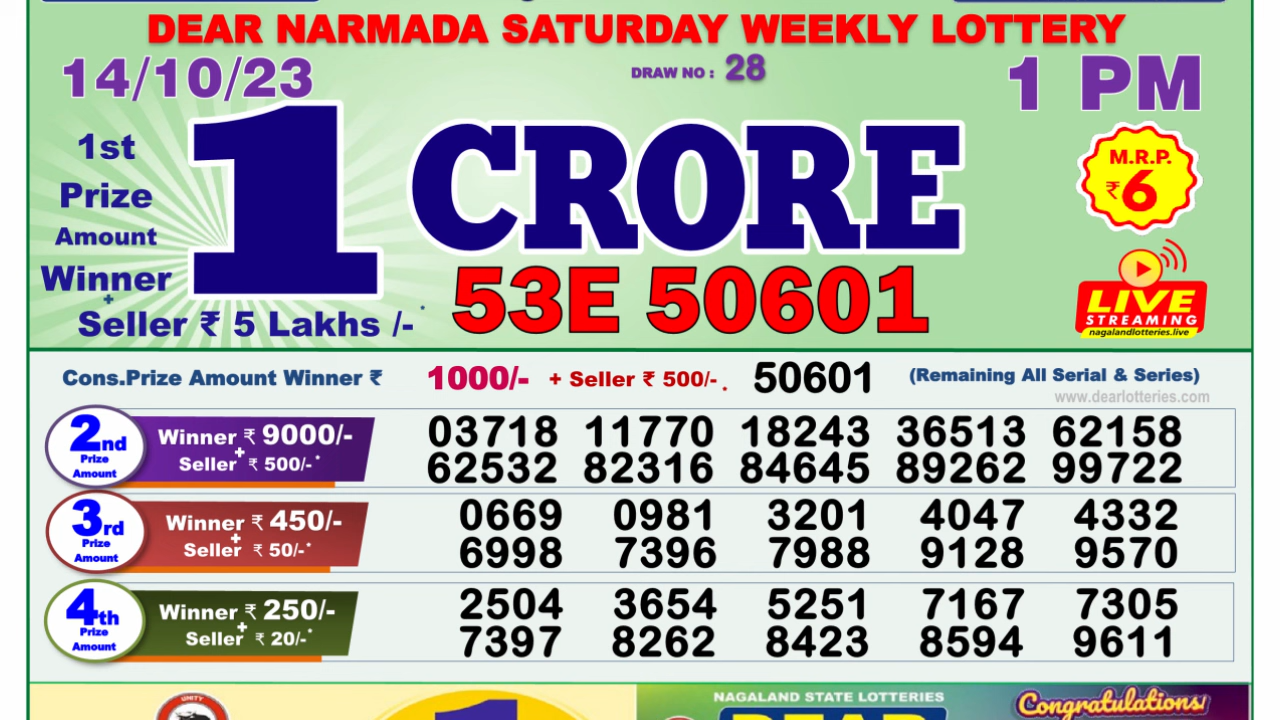 DEAR NARMADA SATURDAY WEEKLY LOTTERY
14/10/23
DRAW NO : 28
1 PM
1st
Prize
Amount
Winner
+
Seller ₹ 5 Lakhs /- *
1 CRORE
53E 50601
M.R.P.
₹6
LIVE
STREAMING
nagalandlotteries.live
Cons.Prize Amount Winner ₹ 1000/- + Seller ₹ 500/- . 50601 (Remaining All Serial & Series)
www.dearlotteries.com
2nd
Prize
Amount
Winner ₹ 9000/-
+
Seller ₹ 500/-*
03718 11770 18243 36513 62158
62532 82316 84645 89262 99722
3rd
Prize
Amount
Winner ₹ 450/-
+
Seller ₹ 50/-*
0669 0981 3201 4047 4332
6998 7396 7988 9128 9570
4th
Prize
Amount
Winner ₹ 250/-
+
Seller ₹ 20/-*
2504 3654 5251 7167 7305
7397 8262 8423 8594 9611
UNITY
1
NAGALAND STATE LOTTERIES
DEAR
Congratulations!